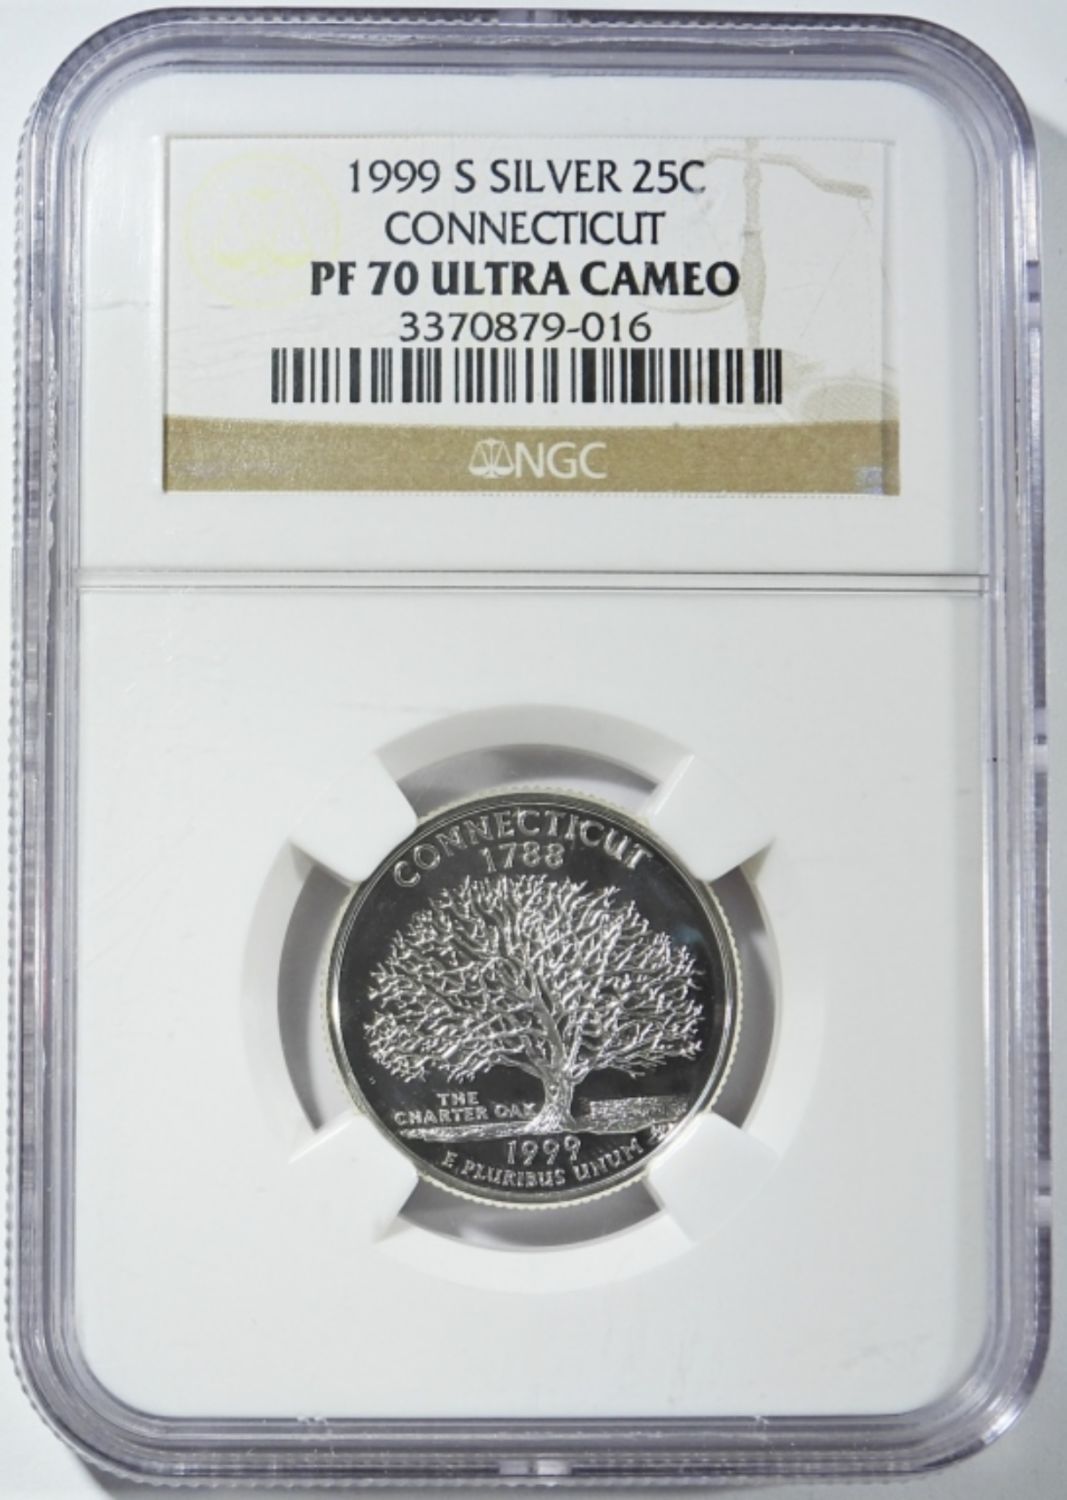 1999 S SILVER 25C
CONNECTICUT
PF 70 ULTRA CAMEO
3370879-016
NGC
CONNECTICUT
1788
THE
CHARTER OAK
1999
E PLURIBUS UNUM